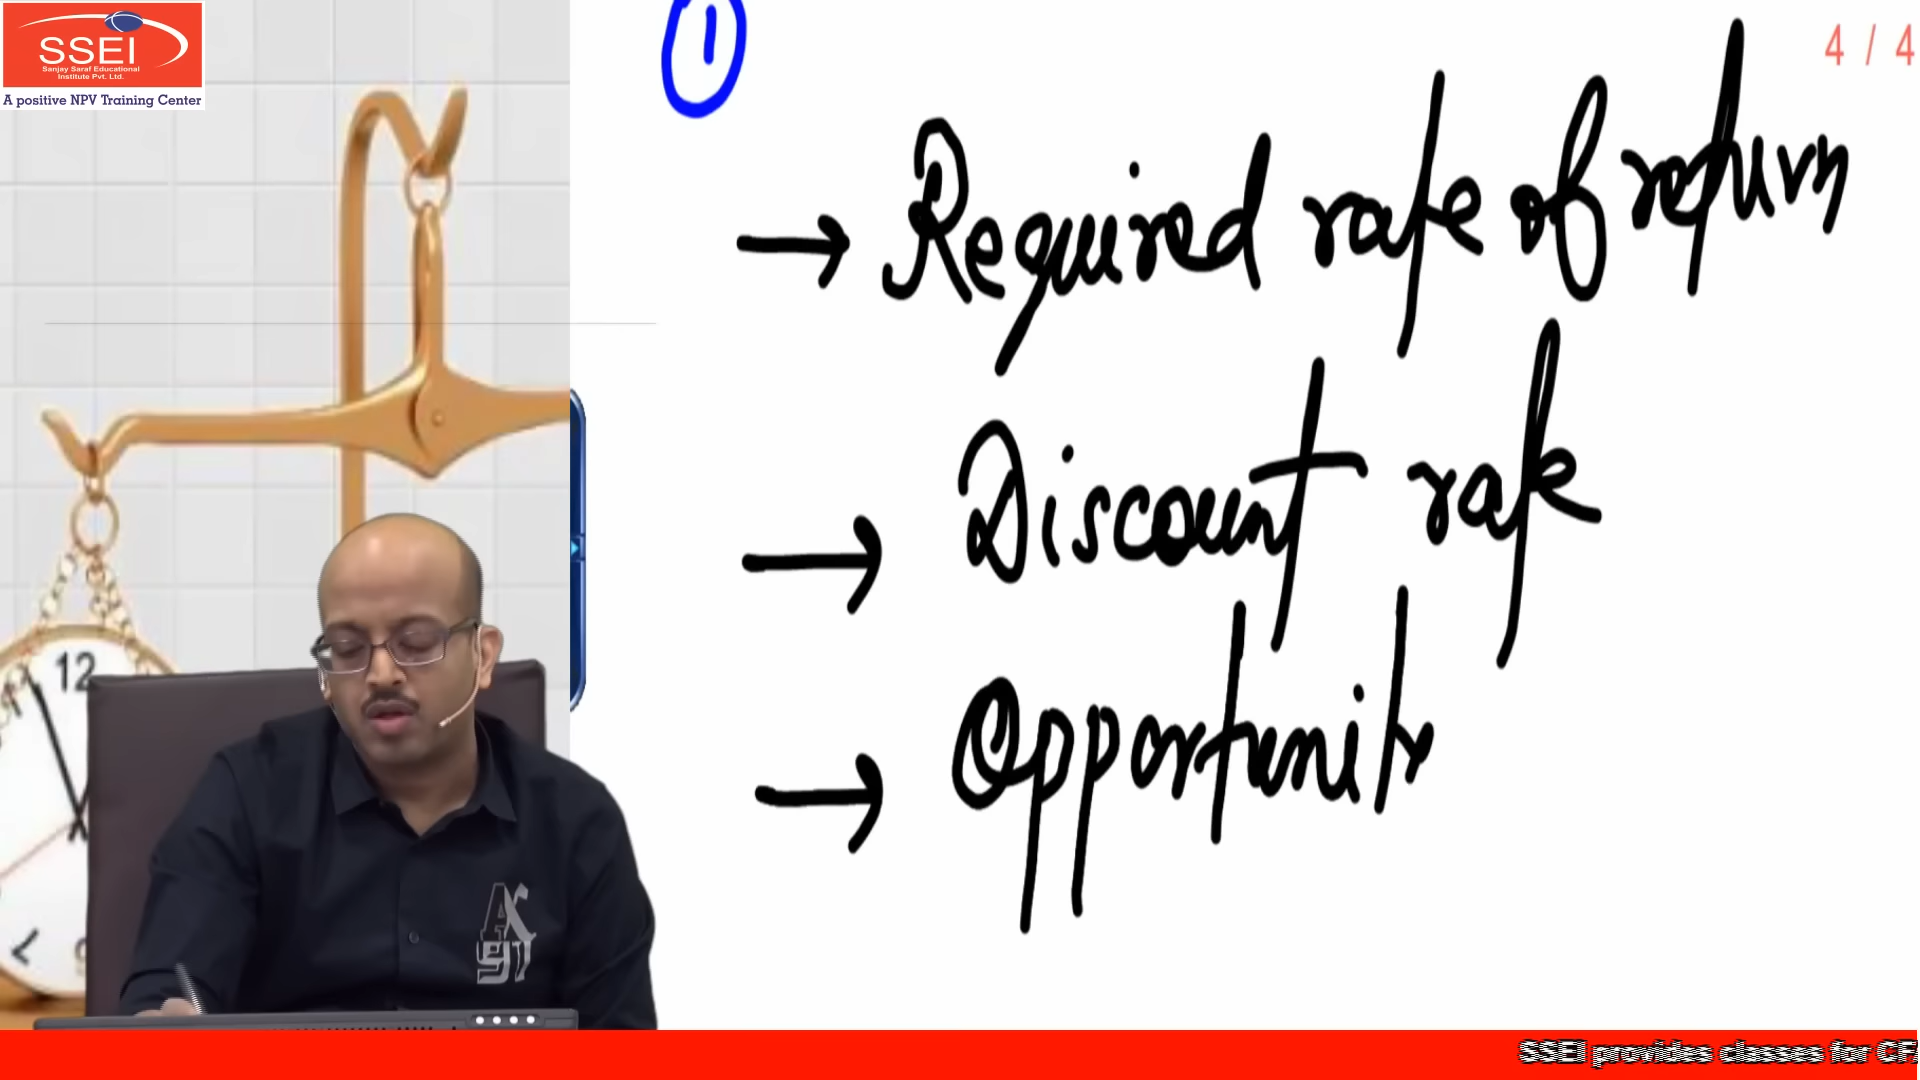 SSEI
Sanjay Saraf Educational
Institute Pvt. Ltd.
A positive NPV Training Center
1
4 / 4
→ Required rate of return
→ Discount rate
→ Opportunity
12
SSEI provides classes for CF